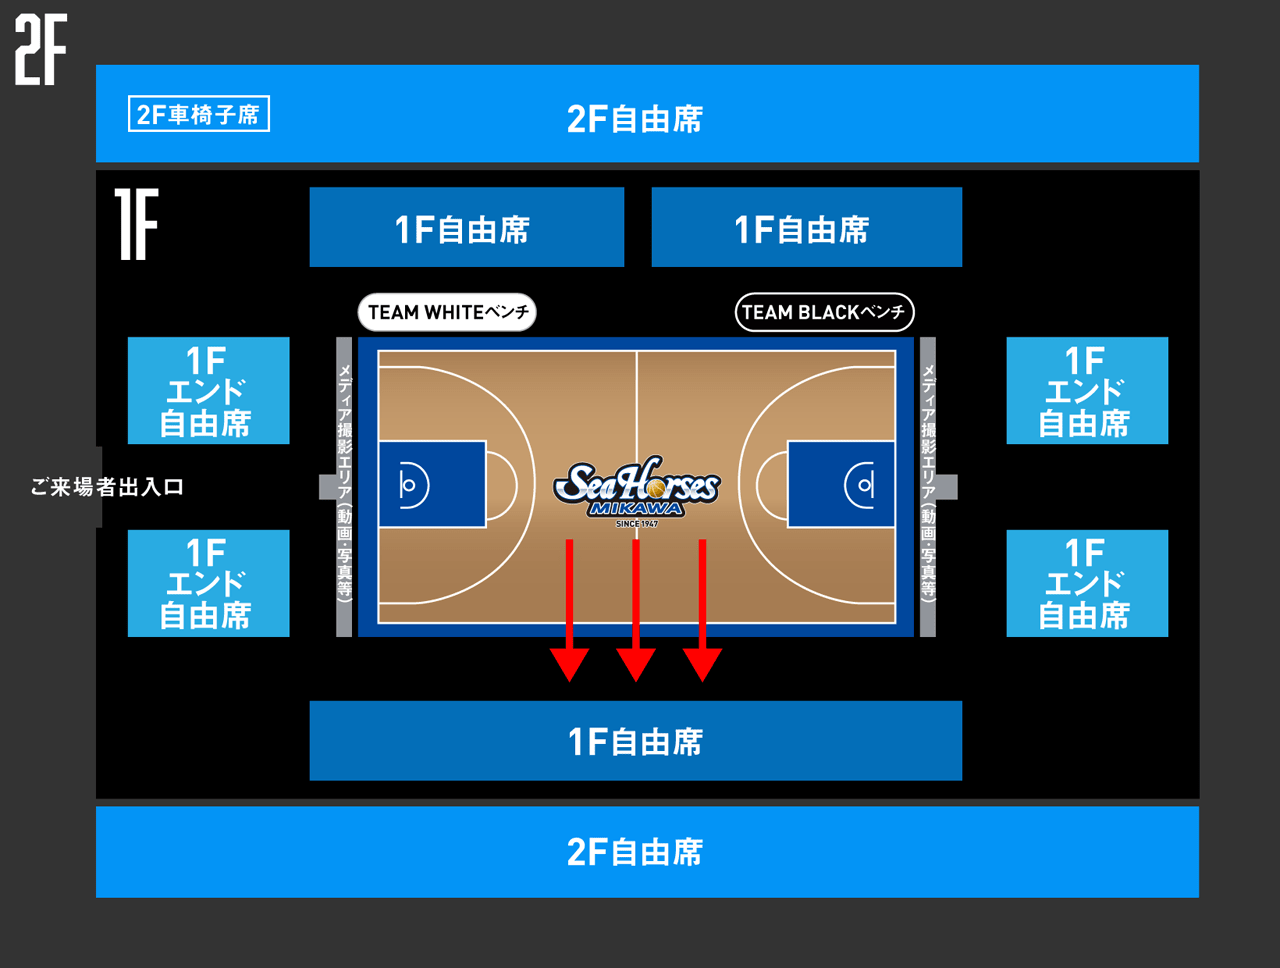 2F
2F車椅子席
2F自由席
1F
1F自由席
1F自由席
TEAM WHITEベンチ
TEAM BLACKベンチ
1F
エンド
自由席
メディア撮影エリア（動画・写真等）
メディア撮影エリア（動画・写真等）
1F
エンド
自由席
ご来場者出入口
SeaHorses
MIKAWA
SINCE 1947
1F
エンド
自由席
1F
エンド
自由席
1F自由席
2F自由席